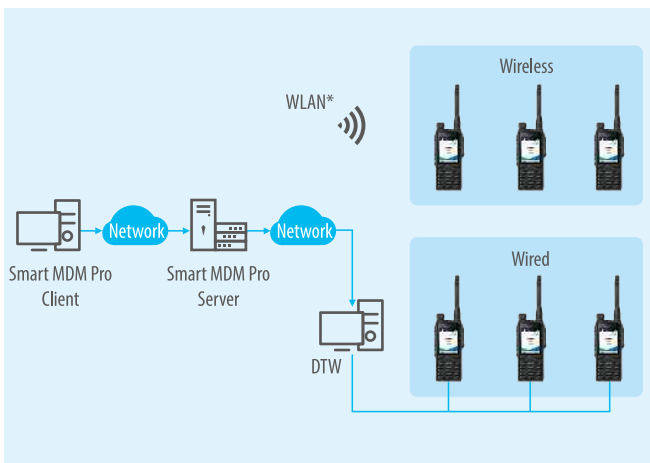 Wireless
WLAN*
Network
Network
Smart MDM Pro
Client
Smart MDM Pro
Server
Wired
DTW